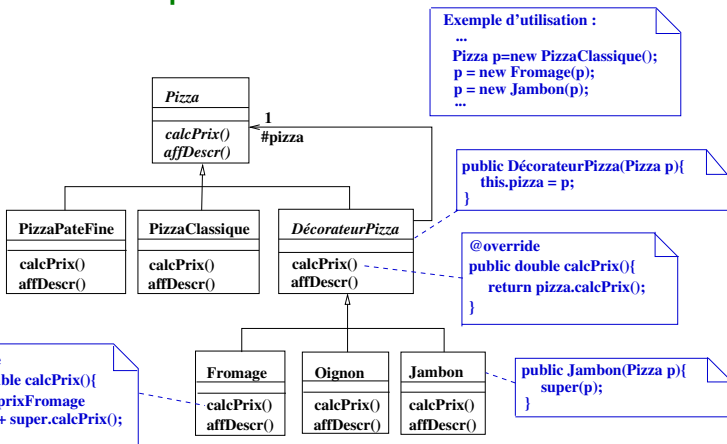 Exemple d'utilisation :
...
Pizza p=new PizzaClassique();
p = new Fromage(p);
p = new Jambon(p);
...
Pizza
calcPrix()
affDescr()
1
#pizza
public DécorateurPizza(Pizza p){
this.pizza = p;
}
PizzaPateFine
calcPrix()
affDescr()
PizzaClassique
calcPrix()
affDescr()
DécorateurPizza
calcPrix()
affDescr()
@override
public double calcPrix(){
return pizza.calcPrix();
}
ble calcPrix(){
prixFromage
+ super.calcPrix();
Fromage
calcPrix()
affDescr()
Oignon
calcPrix()
affDescr()
Jambon
calcPrix()
affDescr()
public Jambon(Pizza p){
super(p);
}